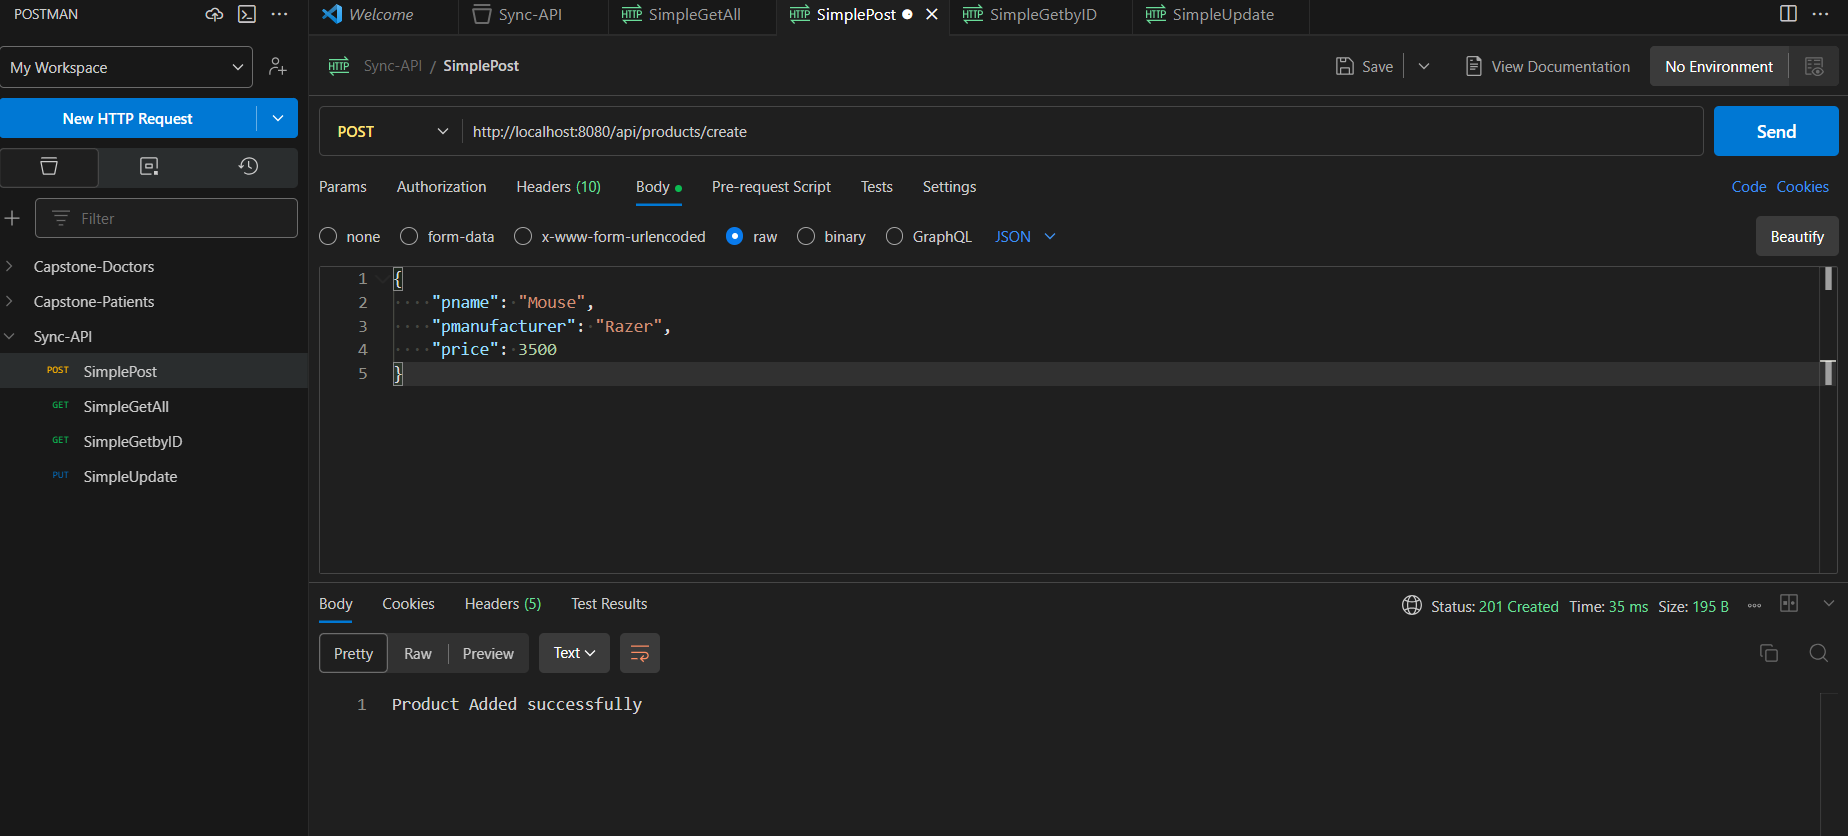 POSTMAN
Welcome
Sync-API
HTTP SimpleGetAll
HTTP SimplePost
HTTP SimpleGetbyID
HTTP SimpleUpdate
My Workspace
HTTP Sync-API / SimplePost
Save
View Documentation
No Environment
New HTTP Request
POST
http://localhost:8080/api/products/create
Send
Params
Authorization
Headers (10)
Body
Pre-request Script
Tests
Settings
Code
Cookies
Filter
none
form-data
x-www-form-urlencoded
raw
binary
GraphQL
JSON
Beautify
Capstone-Doctors
Capstone-Patients
Sync-API
POST SimplePost
GET SimpleGetAll
GET SimpleGetbyID
PUT SimpleUpdate
1 {
2 "pname": "Mouse",
3 "pmanufacturer": "Razer",
4 "price": 3500
5 }
Body
Cookies
Headers (5)
Test Results
Status: 201 Created Time: 35 ms Size: 195 B
Pretty
Raw
Preview
Text
1 Product Added successfully